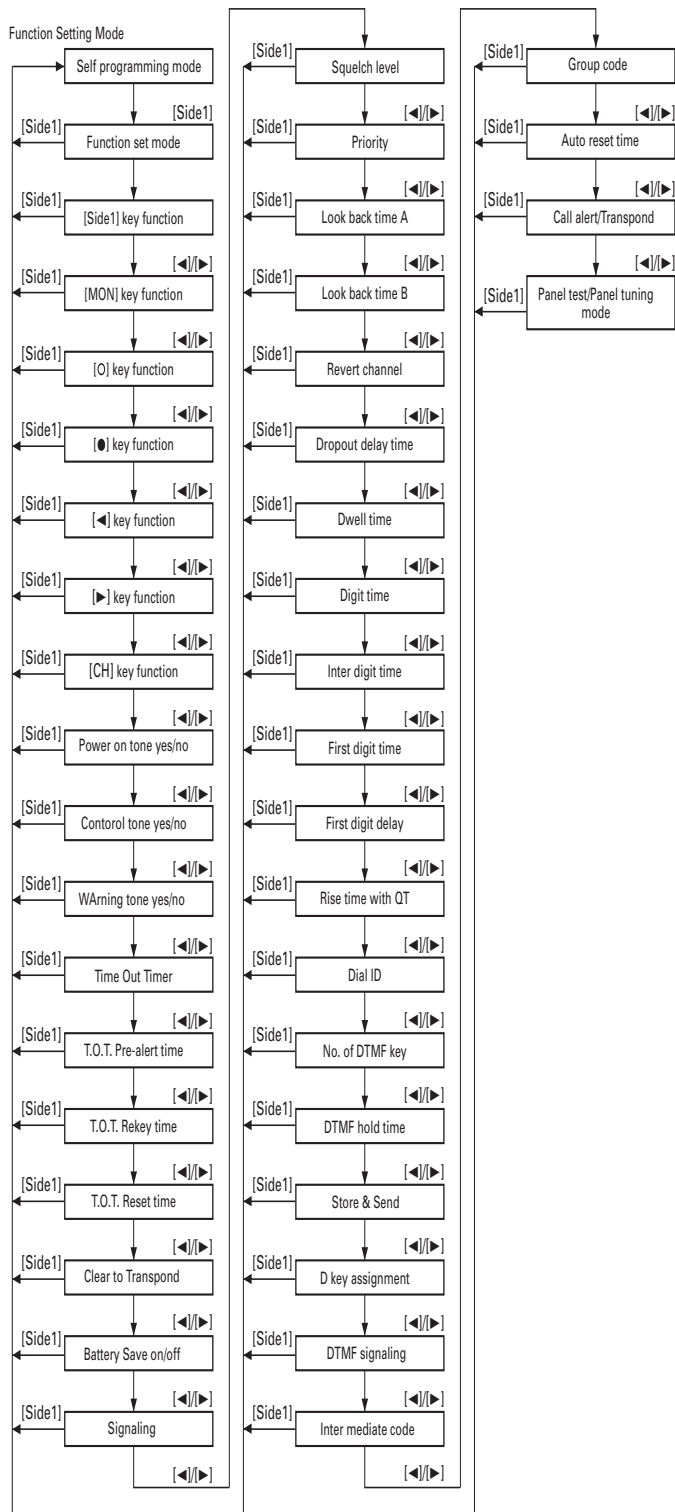 Function Setting Mode
Self programming mode
[Side1]
[Side1]
Function set mode
[Side1]
[Side1] key function
[◄]/[►]
[Side1]
[MON] key function
[◄]/[►]
[Side1]
[O] key function
[◄]/[►]
[Side1]
[●] key function
[◄]/[►]
[Side1]
[◄] key function
[◄]/[►]
[Side1]
[►] key function
[◄]/[►]
[Side1]
[CH] key function
[◄]/[►]
[Side1]
Power on tone yes/no
[◄]/[►]
[Side1]
Contorol tone yes/no
[◄]/[►]
[Side1]
WArning tone yes/no
[◄]/[►]
[Side1]
Time Out Timer
[◄]/[►]
[Side1]
T.O.T. Pre-alert time
[◄]/[►]
[Side1]
T.O.T. Rekey time
[◄]/[►]
[Side1]
T.O.T. Reset time
[◄]/[►]
[Side1]
Clear to Transpond
[◄]/[►]
[Side1]
Battery Save on/off
[◄]/[►]
[Side1]
Signaling
[◄]/[►]
[Side1]
Squelch level
[◄]/[►]
[Side1]
Priority
[◄]/[►]
[Side1]
Look back time A
[◄]/[►]
[Side1]
Look back time B
[◄]/[►]
[Side1]
Revert channel
[◄]/[►]
[Side1]
Dropout delay time
[◄]/[►]
[Side1]
Dwell time
[◄]/[►]
[Side1]
Digit time
[◄]/[►]
[Side1]
Inter digit time
[◄]/[►]
[Side1]
First digit time
[◄]/[►]
[Side1]
First digit delay
[◄]/[►]
[Side1]
Rise time with QT
[◄]/[►]
[Side1]
Dial ID
[◄]/[►]
[Side1]
No. of DTMF key
[◄]/[►]
[Side1]
DTMF hold time
[◄]/[►]
[Side1]
Store & Send
[◄]/[►]
[Side1]
D key assignment
[◄]/[►]
[Side1]
DTMF signaling
[◄]/[►]
[Side1]
Inter mediate code
[◄]/[►]
[Side1]
Group code
[◄]/[►]
[Side1]
Auto reset time
[◄]/[►]
[Side1]
Call alert/Transpond
[◄]/[►]
[Side1]
Panel test/Panel tuning
mode